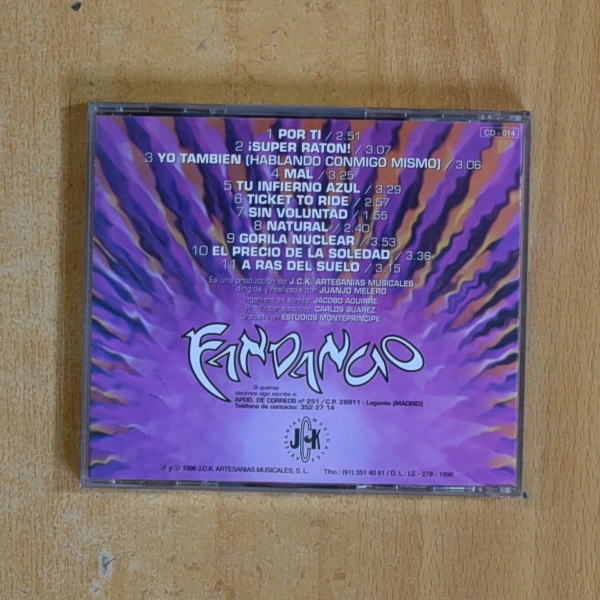 CD - 014
1 POR TI / 2.51
2 ¡SUPER RATON! / 3.07
3 YO TAMBIEN (HABLANDO CONMIGO MISMO) / 3.06
4 MAL / 3.25
5 TU INFIERNO AZUL / 3.29
6 TICKET TO RIDE / 2.57
7 SIN VOLUNTAD / 1.55
8 NATURAL / 2.40
9 GORILA NUCLEAR / 3.53
10 EL PRECIO DE LA SOLEDAD / 3.36
11 A RAS DEL SUELO / 3.15
Es una producción de J.C.K. ARTESANIAS MUSICALES
dirigida y realizada por JUANJO MELERO
Ingeniero de sonido: JACOBO AGUIRRE
Productor ejecutivo: CARLOS SUAREZ
Grabado en ESTUDIOS MONTEPRINCIPE
FANDANGO
Si quieres
decirnos algo escribe a:
APDO. DE CORREOS nº 251 / C.P. 28911 - Leganés (MADRID)
Teléfono de contacto: 352 27 14
JCK
℗ y © 1996 J.C.K. ARTESANIAS MUSICALES, S. L.
Tfno.: (91) 351 40 81 / D. L.: LE - 278 - 1996